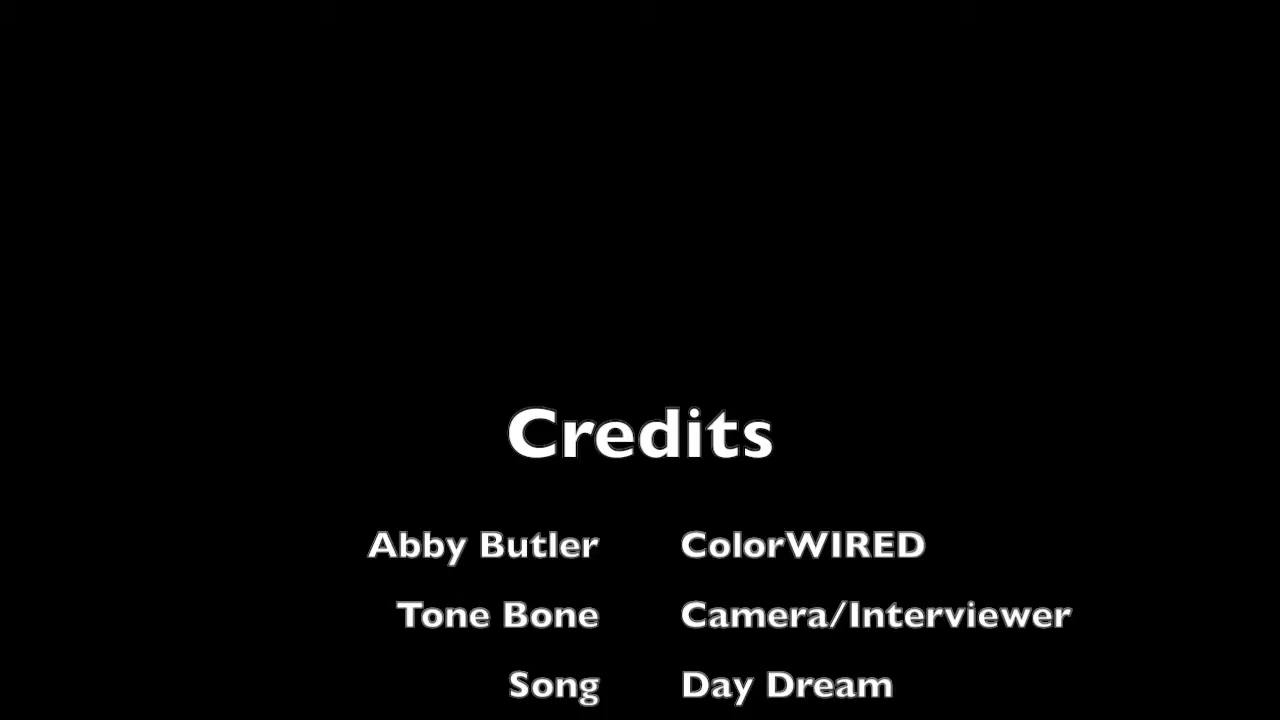 Credits
Abby Butler ColorWIRED
Tone Bone Camera/Interviewer
Song Day Dream